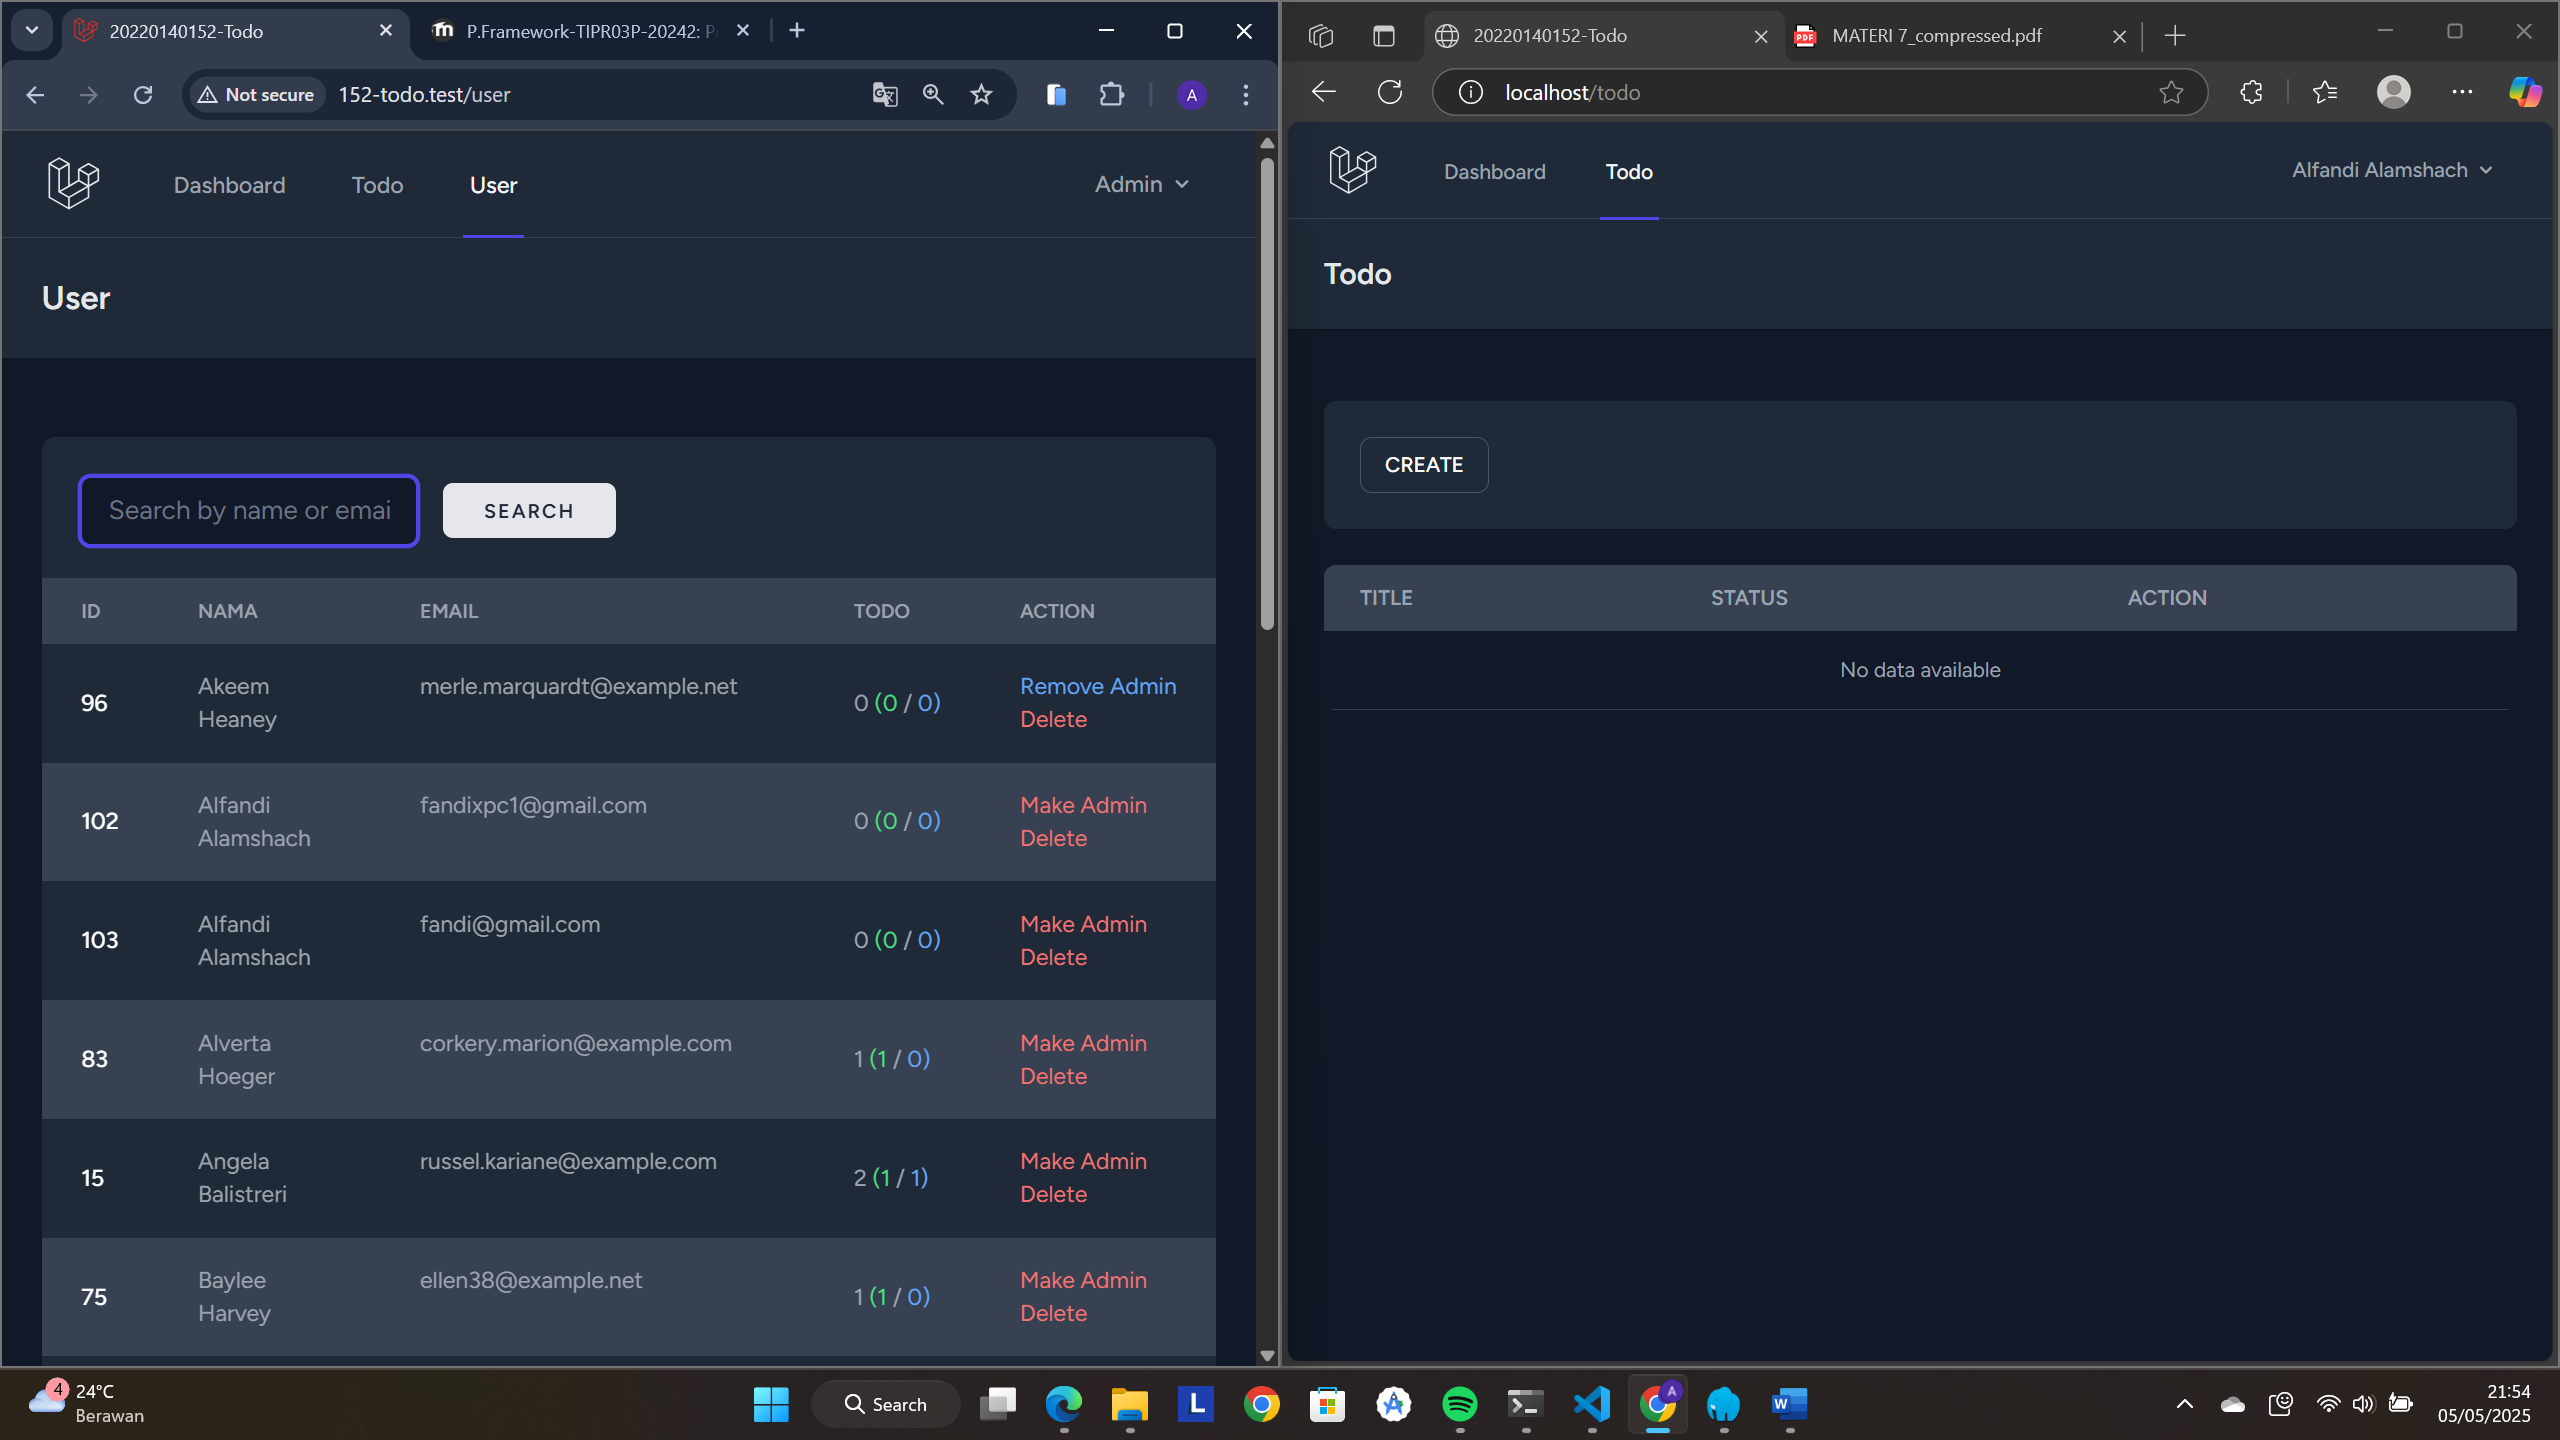 20220140152-Todo
P.Framework-TIPR03P-20242: P
Not secure
152-todo.test/user
Dashboard
Todo
User
Admin
User
Search by name or emai
SEARCH
ID NAMA EMAIL TODO ACTION
96 Akeem Heaney merle.marquardt@example.net 0 (0 / 0) Remove Admin Delete
102 Alfandi Alamshach fandixpc1@gmail.com 0 (0 / 0) Make Admin Delete
103 Alfandi Alamshach fandi@gmail.com 0 (0 / 0) Make Admin Delete
83 Alverta Hoeger corkery.marion@example.com 1 (1 / 0) Make Admin Delete
15 Angela Balistreri russel.kariane@example.com 2 (1 / 1) Make Admin Delete
75 Baylee Harvey ellen38@example.net 1 (1 / 0) Make Admin Delete
20220140152-Todo
MATERI 7_compressed.pdf
localhost/todo
Dashboard
Todo
Alfandi Alamshach
Todo
CREATE
TITLE STATUS ACTION
No data available
4
24°C
Berawan
Search
21:54
05/05/2025